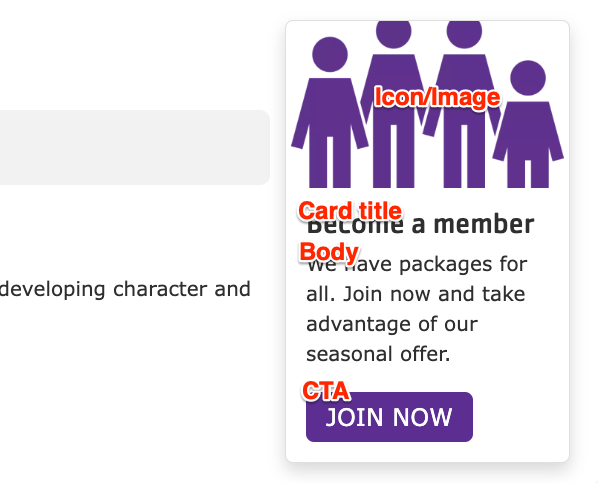 Icon/Image
Card title
Become a member
Body
We have packages for
all. Join now and take
advantage of our
seasonal offer.
developing character and
CTA
JOIN NOW